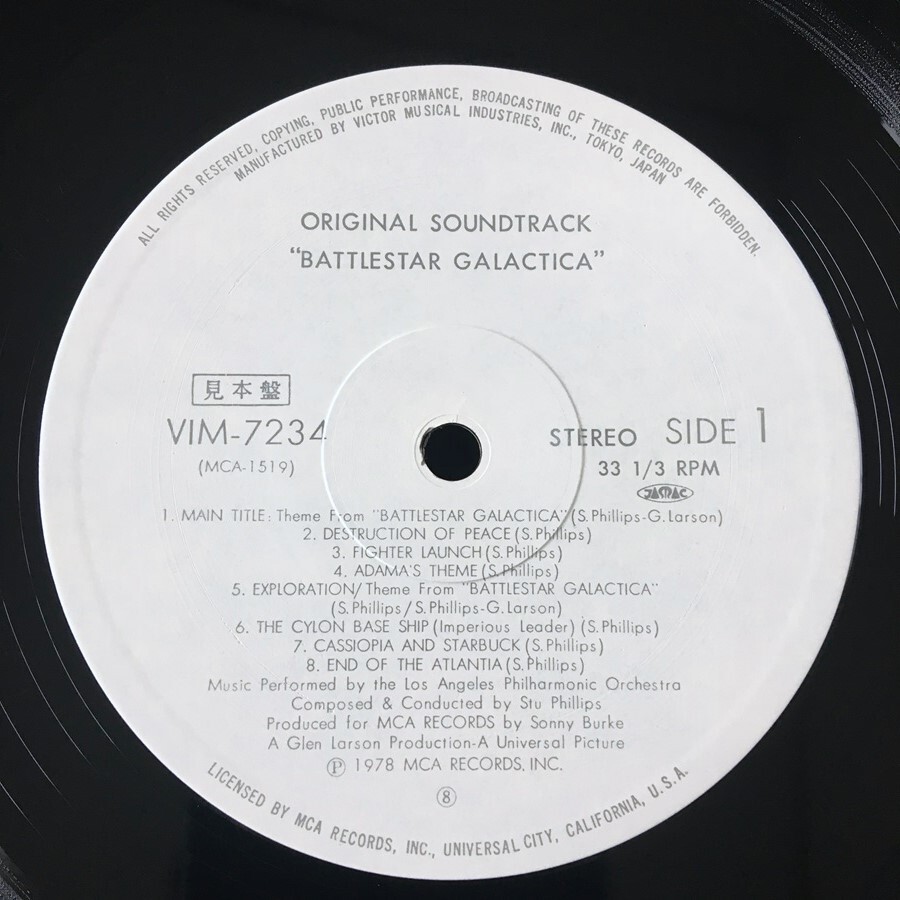 ALL RIGHTS RESERVED, COPYING, PUBLIC PERFORMANCE, BROADCASTING OF THESE RECORDS ARE FORBIDDEN.
MANUFACTURED BY VICTOR MUSICAL INDUSTRIES, INC., TOKYO, JAPAN
ORIGINAL SOUNDTRACK
“BATTLESTAR GALACTICA”
見本盤
VIM-7234
(MCA-1519)
STEREO SIDE 1
33 1/3 RPM
JASRAC
1. MAIN TITLE: Theme From “BATTLESTAR GALACTICA” (S. Phillips-G. Larson)
2. DESTRUCTION OF PEACE (S. Phillips)
3. FIGHTER LAUNCH (S. Phillips)
4. ADAMA'S THEME (S. Phillips)
5. EXPLORATION/Theme From “BATTLESTAR GALACTICA”
(S. Phillips/S. Phillips-G. Larson)
6. THE CYLON BASE SHIP (Imperious Leader) (S. Phillips)
7. CASSIOPIA AND STARBUCK (S. Phillips)
8. END OF THE ATLANTIA (S. Phillips)
Music Performed by the Los Angeles Philharmonic Orchestra
Composed & Conducted by Stu Phillips
Produced for MCA RECORDS by Sonny Burke
A Glen Larson Production-A Universal Picture
Ⓟ 1978 MCA RECORDS, INC.
⑧
LICENSED BY MCA RECORDS, INC., UNIVERSAL CITY, CALIFORNIA, U.S.A.